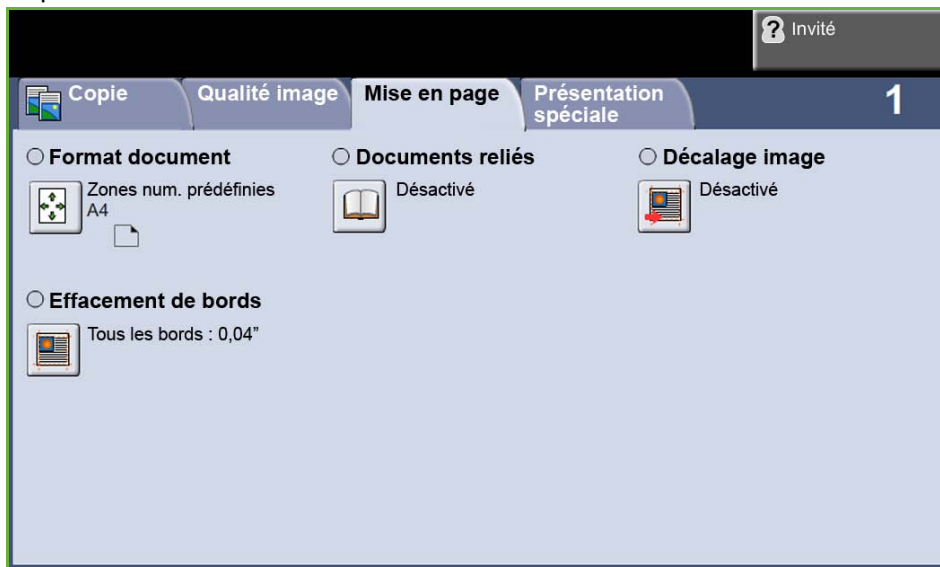 ? Invité
Copie
Qualité image
Mise en page
Présentation
spéciale
1
Format document
Zones num. prédéfinies
A4
Documents reliés
Désactivé
Décalage image
Désactivé
Effacement de bords
Tous les bords : 0,04”